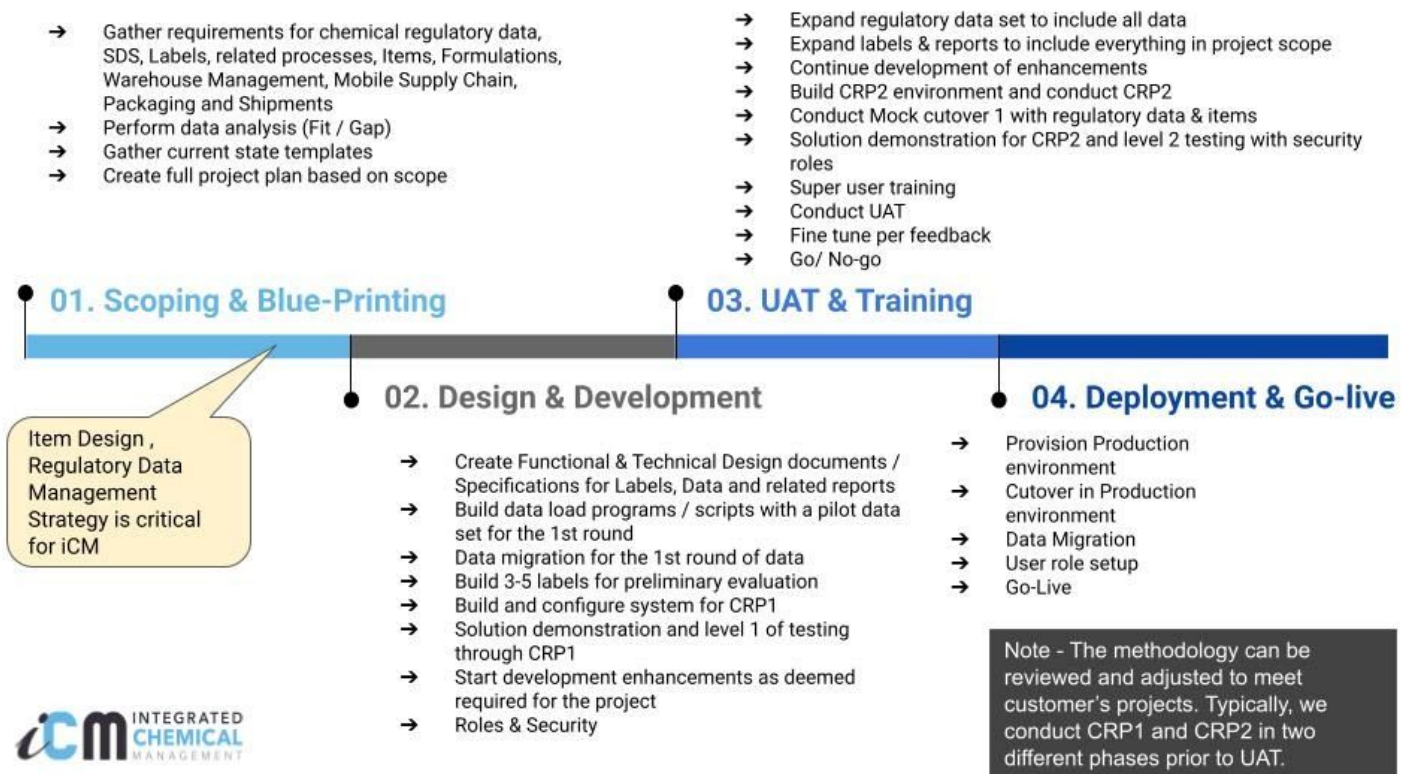 ➔ Gather requirements for chemical regulatory data,
SDS, Labels, related processes, Items, Formulations,
Warehouse Management, Mobile Supply Chain,
Packaging and Shipments
➔ Perform data analysis (Fit / Gap)
➔ Gather current state templates
➔ Create full project plan based on scope
➔ Expand regulatory data set to include all data
➔ Expand labels & reports to include everything in project scope
➔ Continue development of enhancements
➔ Build CRP2 environment and conduct CRP2
➔ Conduct Mock cutover 1 with regulatory data & items
➔ Solution demonstration for CRP2 and level 2 testing with security
roles
➔ Super user training
➔ Conduct UAT
➔ Fine tune per feedback
➔ Go/ No-go
01. Scoping & Blue-Printing
03. UAT & Training
02. Design & Development
04. Deployment & Go-live
Item Design ,
Regulatory Data
Management
Strategy is critical
for iCM
➔ Create Functional & Technical Design documents /
Specifications for Labels, Data and related reports
➔ Build data load programs / scripts with a pilot data
set for the 1st round
➔ Data migration for the 1st round of data
➔ Build 3-5 labels for preliminary evaluation
➔ Build and configure system for CRP1
➔ Solution demonstration and level 1 of testing
through CRP1
➔ Start development enhancements as deemed
required for the project
➔ Roles & Security
➔ Provision Production
environment
➔ Cutover in Production
environment
➔ Data Migration
➔ User role setup
➔ Go-Live
Note - The methodology can be
reviewed and adjusted to meet
customer's projects. Typically, we
conduct CRP1 and CRP2 in two
different phases prior to UAT.
iCM INTEGRATED
CHEMICAL
MANAGEMENT